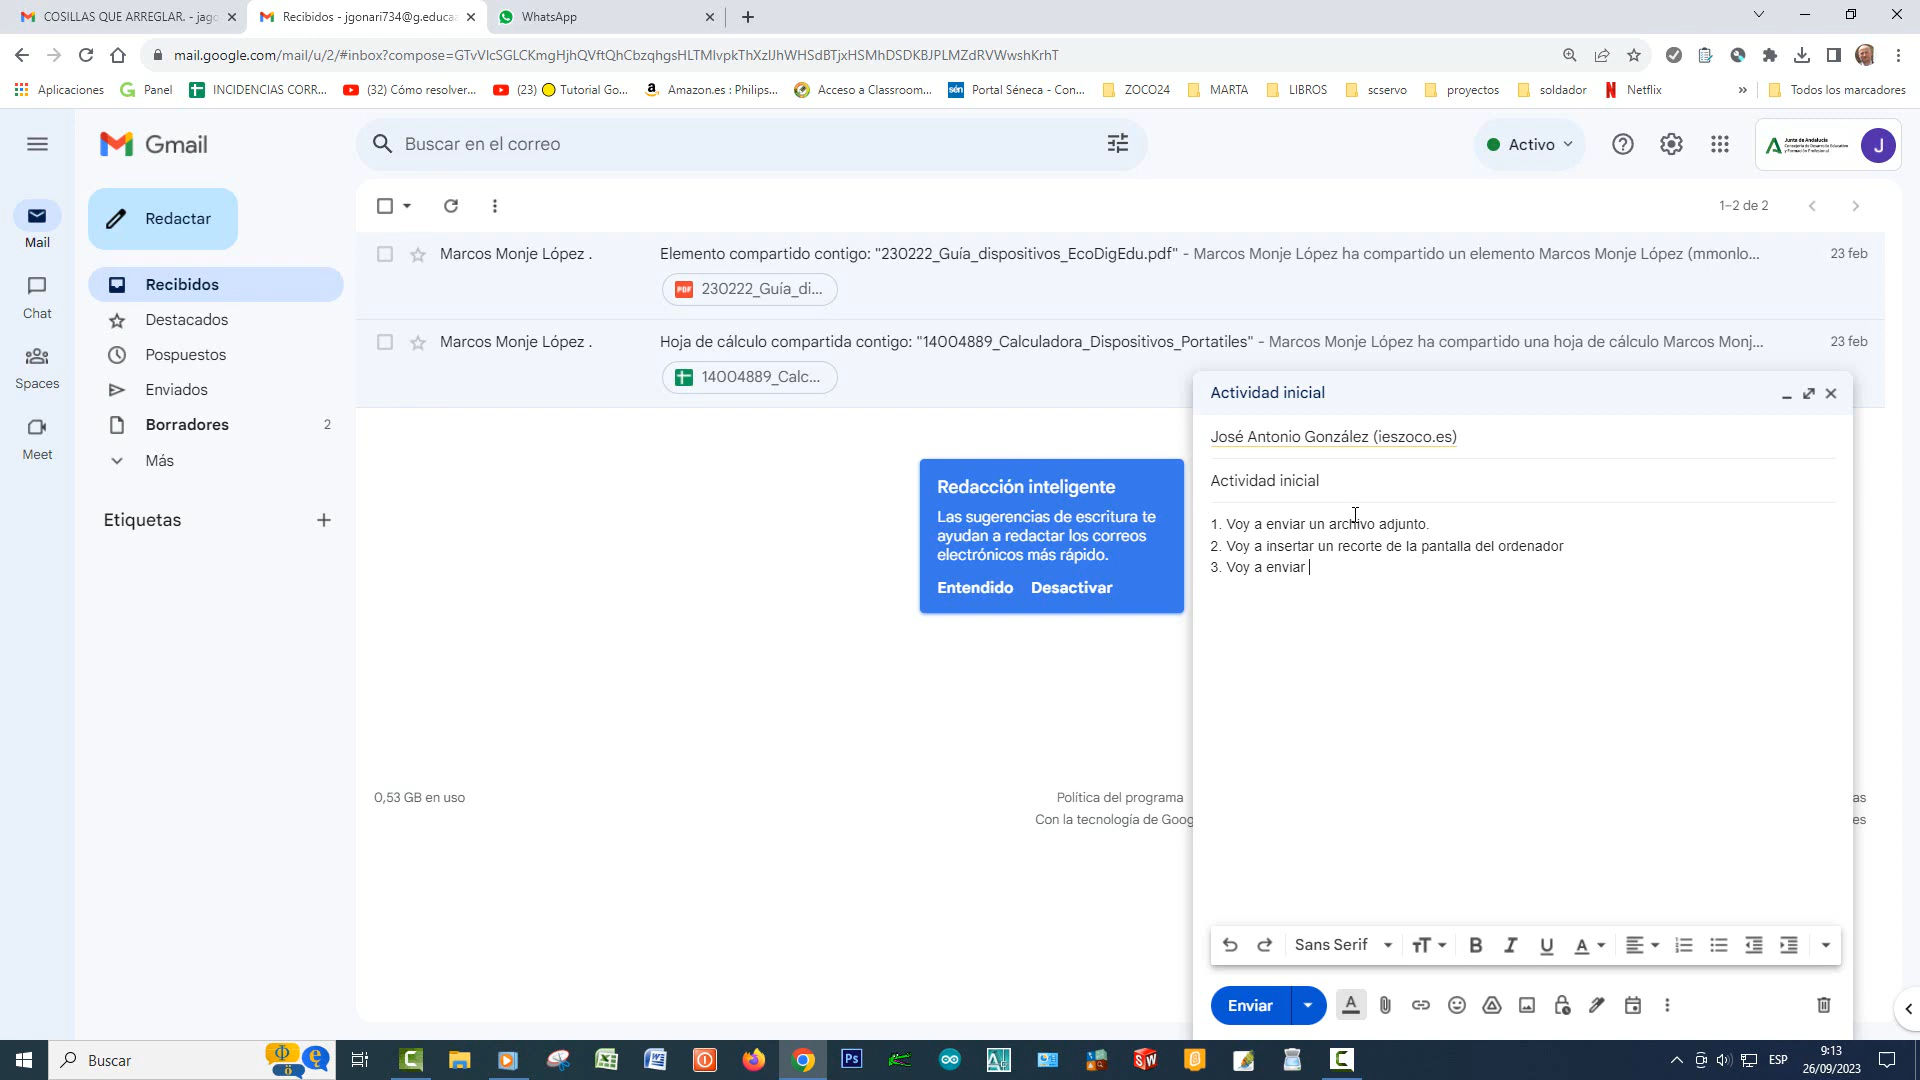 COSILLAS QUE ARREGLAR. - jago
Recibidos - jgonari734@g.educaa
WhatsApp
mail.google.com/mail/u/2/#inbox?compose=GTvVlcSGLCKmgHjhQVftQhCbzqhgsHLTMlvpkThXzlJhWHSdBTjxHSMhDSDKBJPLMZdRVWwshKrhT
Aplicaciones
Panel
INCIDENCIAS CORR...
(32) Cómo resolver...
(23)
Tutorial Go...
Amazon.es : Philips...
Acceso a Classroom...
Portal Séneca - Con...
ZOCO24
MARTA
LIBROS
scservo
proyectos
soldador
Netflix
»
Todos los marcadores
Gmail
Buscar en el correo
Activo
Junta de Andalucía
J
Redactar
1–2 de 2
Mail
Chat
Spaces
Meet
Recibidos
Destacados
Pospuestos
Enviados
Borradores 2
Más
Etiquetas
Marcos Monje López . Elemento compartido contigo: "230222_Guía_dispositivos_EcoDigEdu.pdf" - Marcos Monje López ha compartido un elemento Marcos Monje López (mmonlo... 23 feb
PDF 230222_Guía_di...
Marcos Monje López . Hoja de cálculo compartida contigo: "14004889_Calculadora_Dispositivos_Portatiles" - Marcos Monje López ha compartido una hoja de cálculo Marcos Monj... 23 feb
14004889_Calc...
Redacción inteligente
Las sugerencias de escritura te
ayudan a redactar los correos
electrónicos más rápido.
Entendido Desactivar
0,53 GB en uso
Política del programa
Con la tecnología de Goog
as
es
Actividad inicial
José Antonio González (ieszoco.es)
Actividad inicial
1. Voy a enviar un archivo adjunto.
2. Voy a insertar un recorte de la pantalla del ordenador
3. Voy a enviar
Sans Serif
Enviar
Buscar
ESP
9:13
26/09/2023